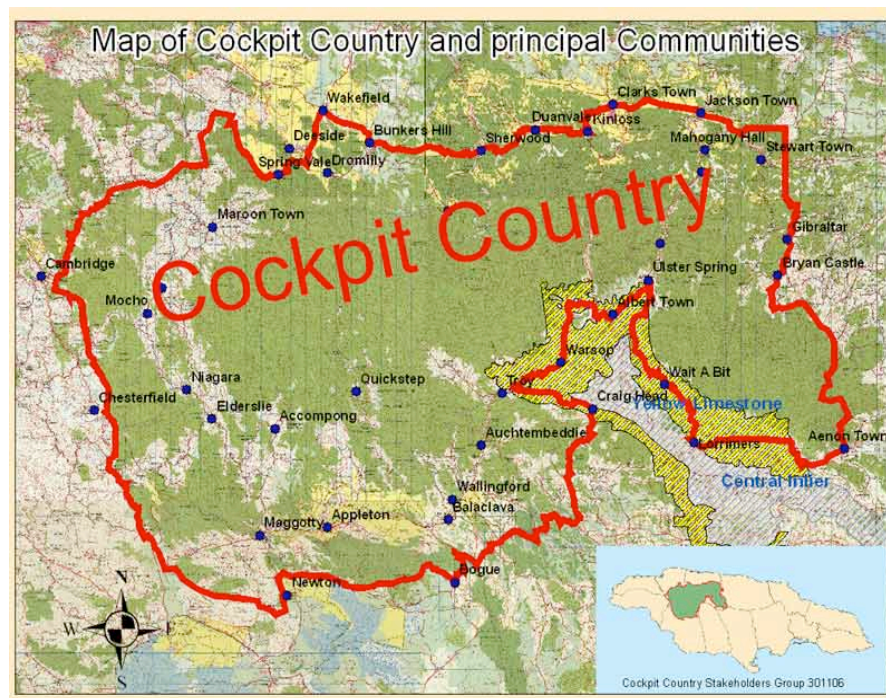 Map of Cockpit Country and principal Communities
Clarks Town
Wakefield
Jackson Town
Duanvale
Kinloss
Deeside
Bunkers Hill
Sherwood
Mahogany Hall
Stewart Town
Spring Vale
Dromilly
Cockpit Country
Maroon Town
Gibraltar
Cambridge
Bryan Castle
Ulster Spring
Mocho
Albert Town
Warsop
Niagara
Quickstep
Troy
Wait A Bit
Chesterfield
Craig Head
Yellow Limestone
Elderslie
Accompong
Auchtembeddie
Lorrimers
Aenon Town
Central Inlier
Wallingford
Balaclava
Maggotty
Appleton
Bogue
Newton
N
W
E
S
Cockpit Country Stakeholders Group 301106